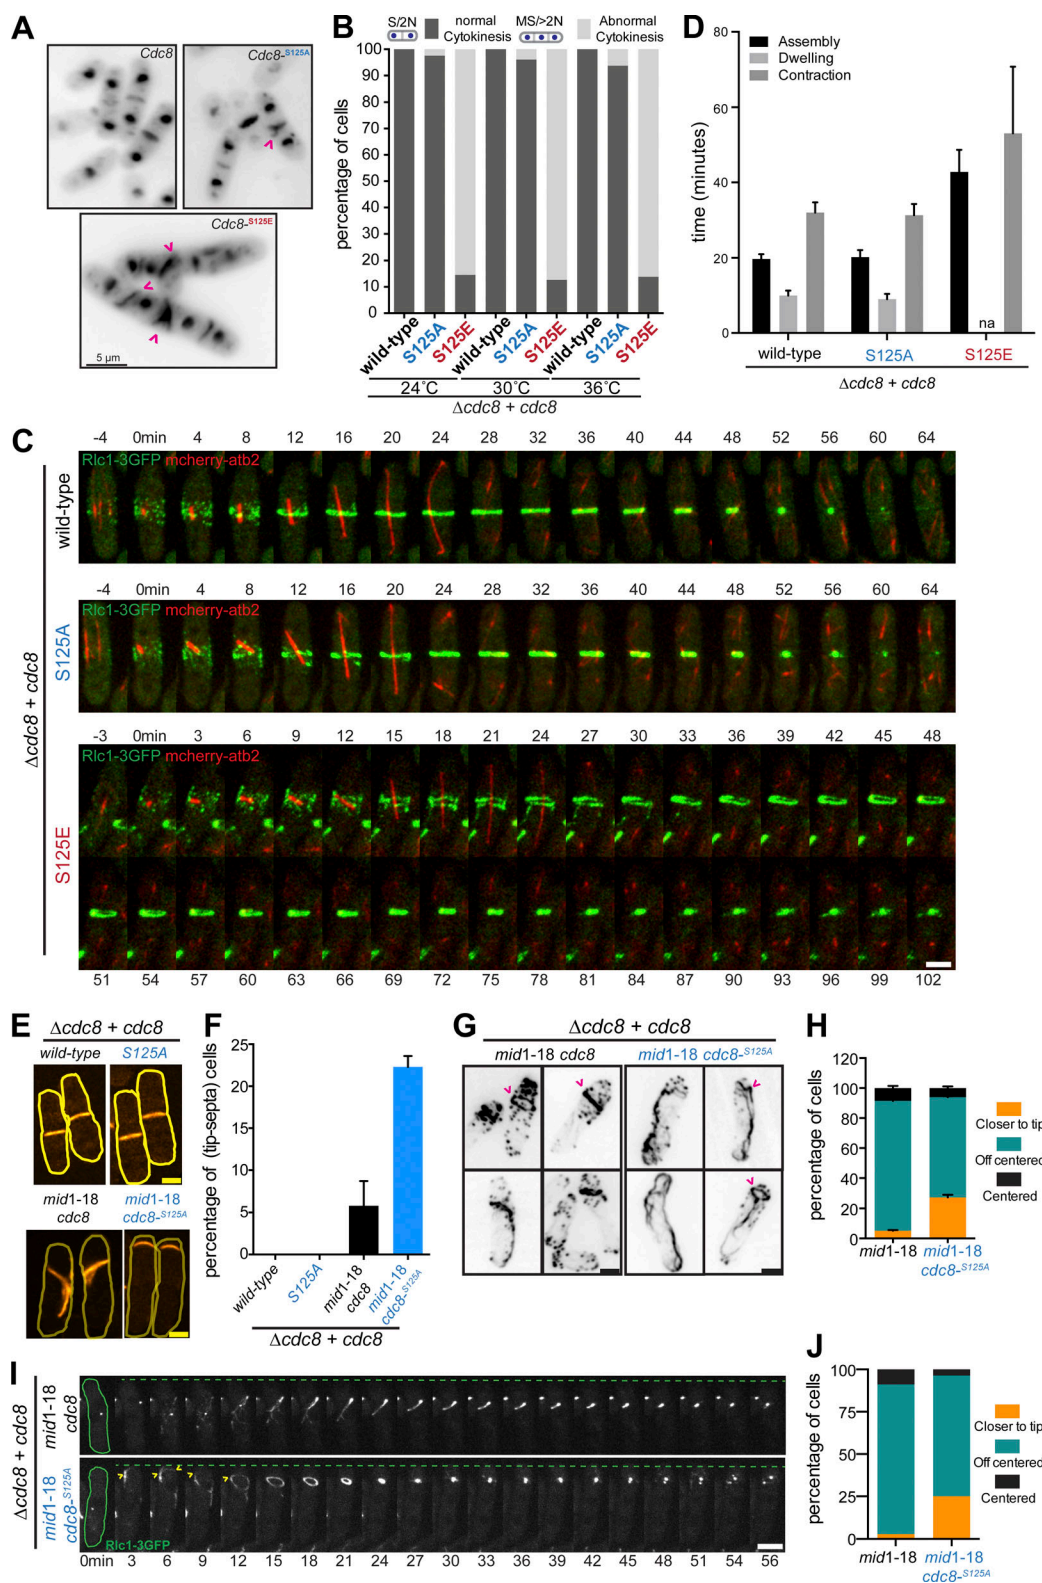 A
Cdc8
Cdc8-S125A
Cdc8-S125E
5 µm
B
S/2N
normal
Cytokinesis
MS/>2N
Abnormal
Cytokinesis
percentage of cells
100
90
80
70
60
50
40
30
20
10
0
wild-type
S125A
S125E
wild-type
S125A
S125E
wild-type
S125A
S125E
24˚C
30˚C
36˚C
Δcdc8 + cdc8
D
Assembly
Dwelling
Contraction
time (minutes)
80
60
40
20
0
na
wild-type
S125A
S125E
Δcdc8 + cdc8
C
-4 0min 4 8 12 16 20 24 28 32 36 40 44 48 52 56 60 64
Rlc1-3GFP mcherry-atb2
wild-type
-4 0min 4 8 12 16 20 24 28 32 36 40 44 48 52 56 60 64
Rlc1-3GFP mcherry-atb2
S125A
Δcdc8 + cdc8
-3 0min 3 6 9 12 15 18 21 24 27 30 33 36 39 42 45 48
Rlc1-3GFP mcherry-atb2
S125E
51 54 57 60 63 66 69 72 75 78 81 84 87 90 93 96 99 102
E
Δcdc8 + cdc8
wild-type
S125A
mid1-18
cdc8
mid1-18
cdc8-S125A
F
percentage of (tip-septa) cells
25
20
15
10
5
0
wild-type
S125A
mid1-18
cdc8
mid1-18
cdc8-S125A
Δcdc8 + cdc8
G
Δcdc8 + cdc8
mid1-18 cdc8
mid1-18 cdc8-S125A
H
percentage of cells
120
100
80
60
40
20
0
Closer to tip
Off centered
Centered
mid1-18
mid1-18
cdc8-S125A
I
Δcdc8 + cdc8
mid1-18
cdc8
mid1-18
cdc8-S125A
Rlc1-3GFP
0min 3 6 9 12 15 18 21 24 27 30 33 36 39 42 45 48 51 54 56
J
percentage of cells
100
75
50
25
0
Closer to tip
Off centered
Centered
mid1-18
mid1-18
cdc8-S125A